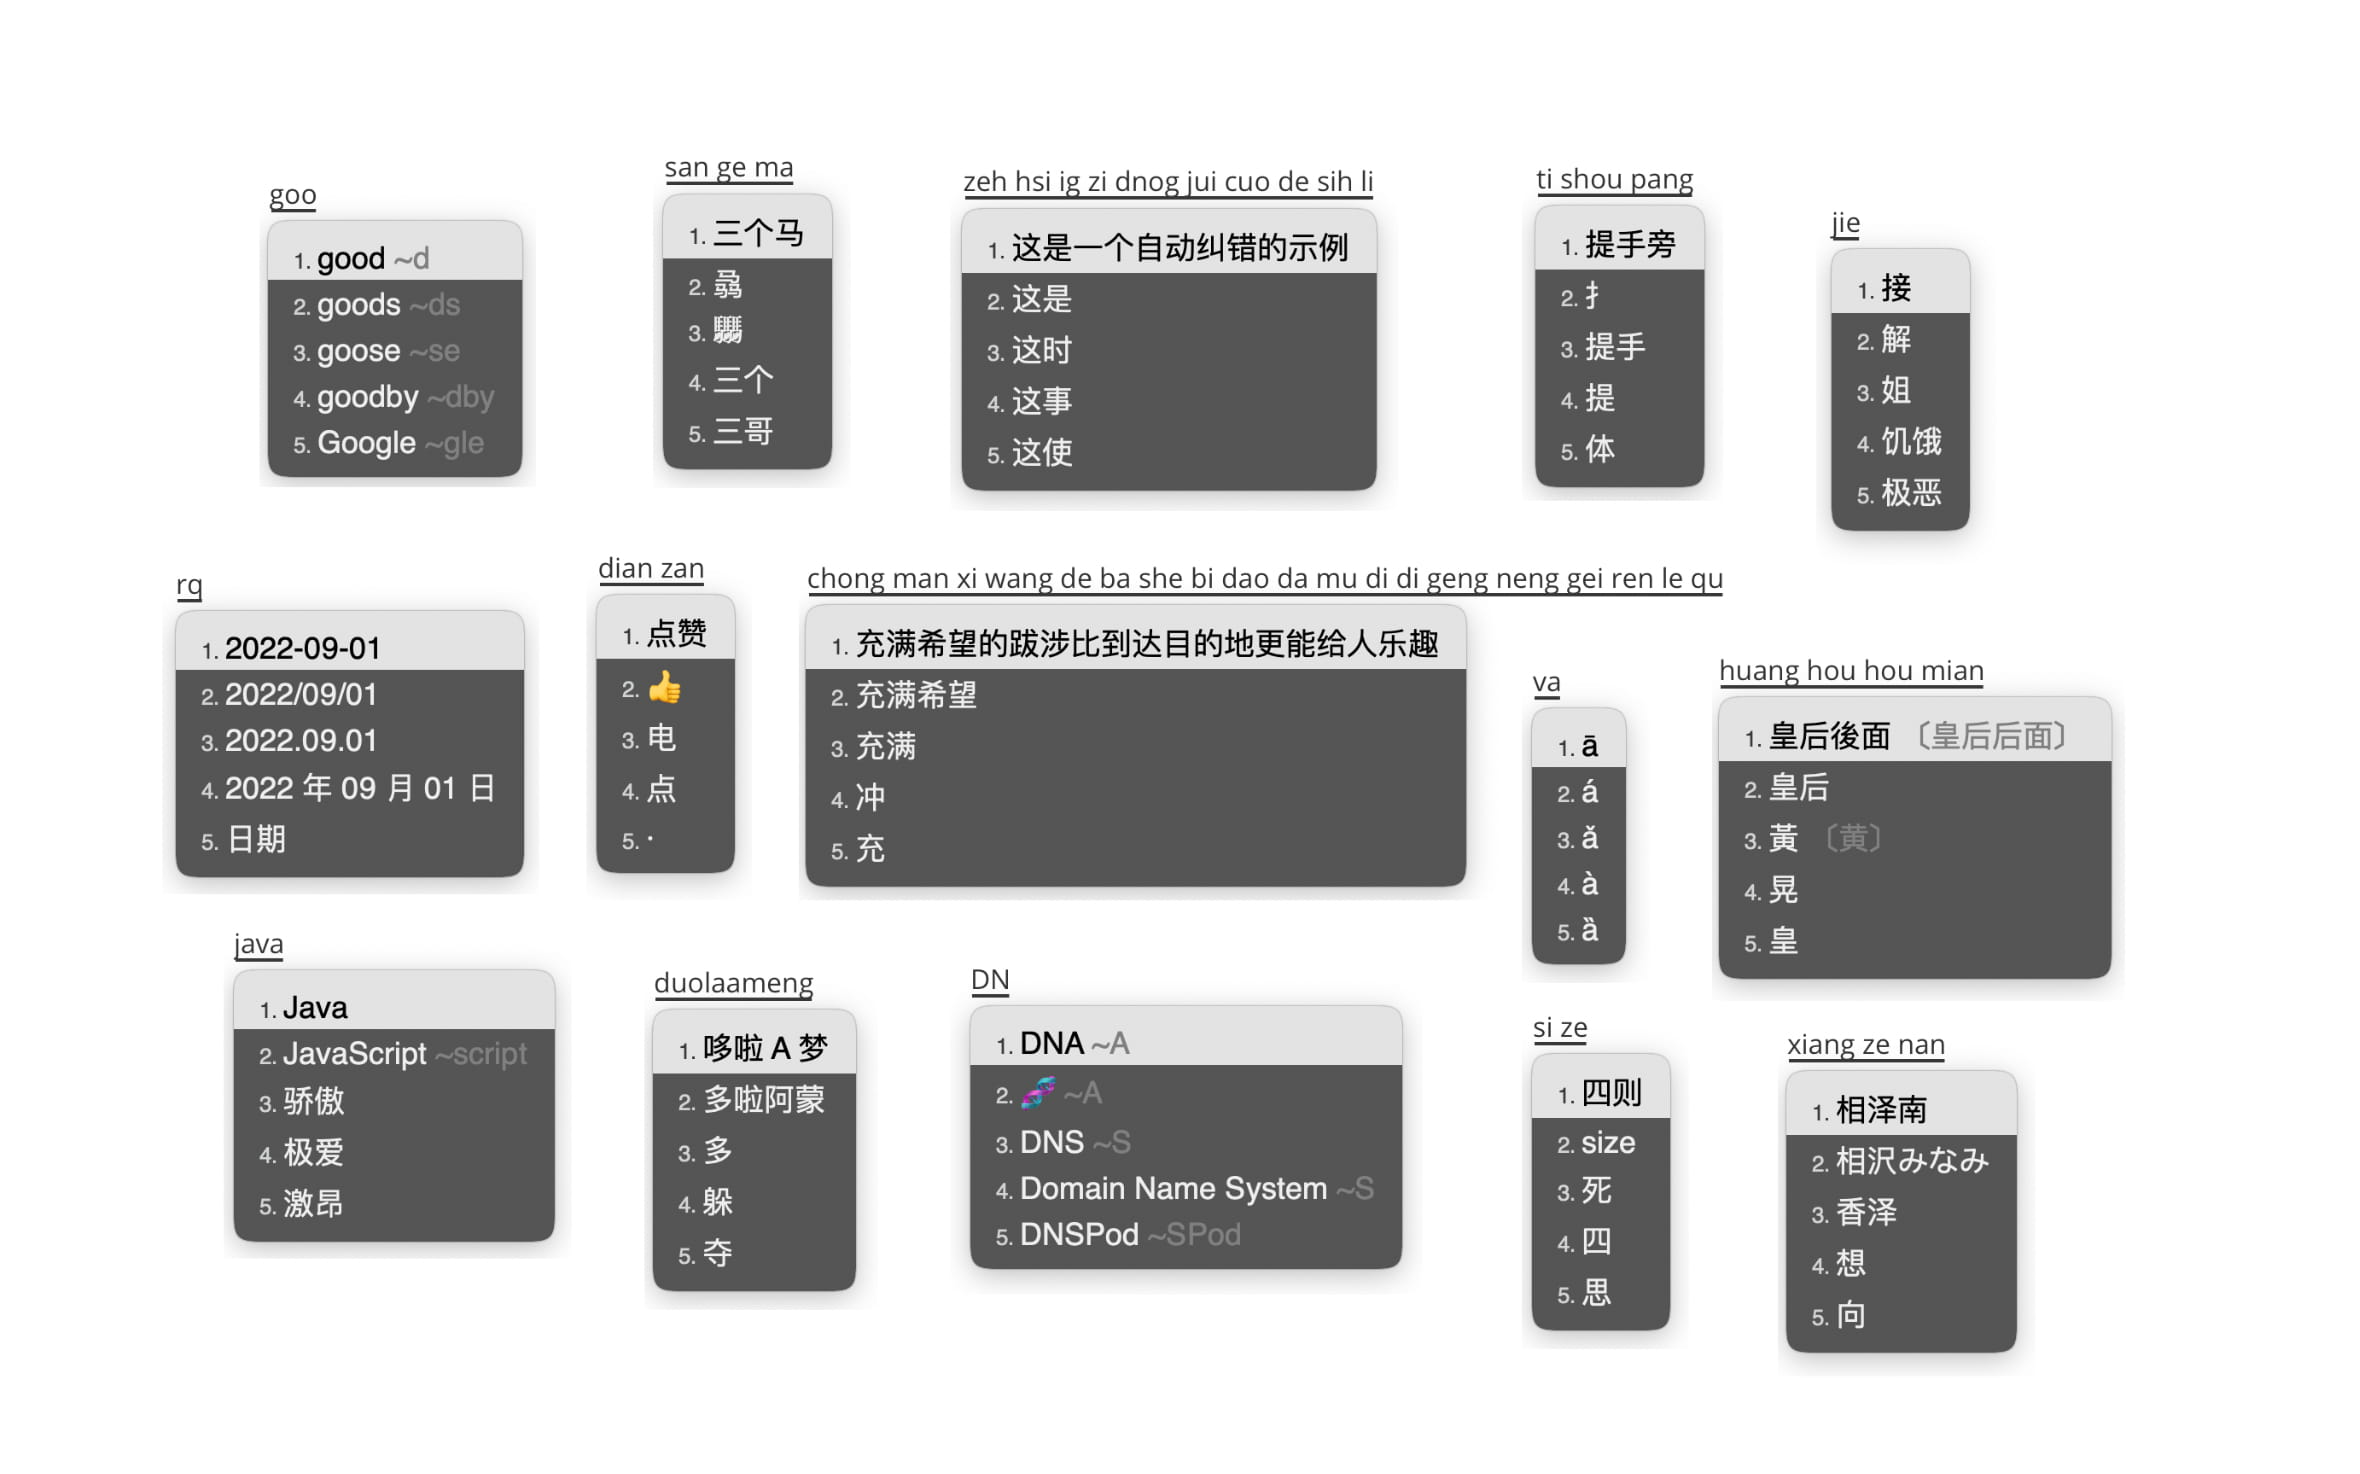 goo
1. good ~d
2. goods ~ds
3. goose ~se
4. goodby ~dby
5. Google ~gle
san ge ma
1. 三个马
2. 骉
3. 驫
4. 三个
5. 三哥
zeh hsi ig zi dnog jui cuo de sih li
1. 这是一个自动纠错的示例
2. 这是
3. 这时
4. 这事
5. 这使
ti shou pang
1. 提手旁
2. 扌
3. 提手
4. 提
5. 体
jie
1. 接
2. 解
3. 姐
4. 饥饿
5. 极恶
rq
1. 2022-09-01
2. 2022/09/01
3. 2022.09.01
4. 2022 年 09 月 01 日
5. 日期
dian zan
1. 点赞
2. 👍
3. 电
4. 点
5. ·
chong man xi wang de ba she bi dao da mu di di geng neng gei ren le qu
1. 充满希望的跋涉比到达目的地更能给人乐趣
2. 充满希望
3. 充满
4. 冲
5. 充
va
1. ā
2. á
3. ǎ
4. à
5. ȁ
huang hou hou mian
1. 皇后後面 〔皇后后面〕
2. 皇后
3. 黃 〔黄〕
4. 晃
5. 皇
java
1. Java
2. JavaScript ~script
3. 骄傲
4. 极爱
5. 激昂
duolaameng
1. 哆啦 A 梦
2. 多啦阿蒙
3. 多
4. 躲
5. 夺
DN
1. DNA ~A
2. 🧬 ~A
3. DNS ~S
4. Domain Name System ~S
5. DNSPod ~SPod
si ze
1. 四则
2. size
3. 死
4. 四
5. 思
xiang ze nan
1. 相泽南
2. 相沢みなみ
3. 香泽
4. 想
5. 向